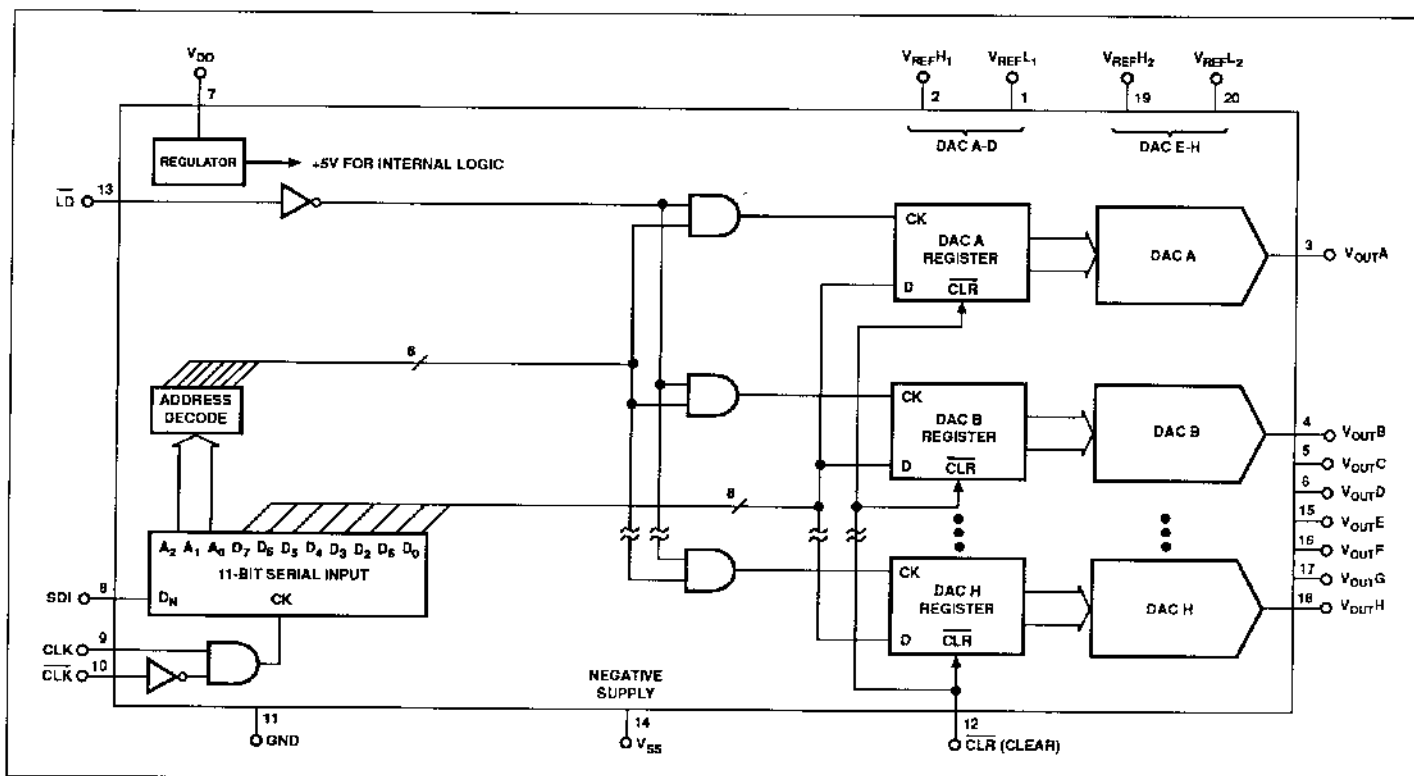 VDD
7
VREFH1
VREFL1
VREFH2
VREFL2
2
1
19
20
DAC A-D
DAC E-H
REGULATOR
+5V FOR INTERNAL LOGIC
LD
13
CK
DAC A
REGISTER
D
CLR
DAC A
3
VOUTA
6
ADDRESS
DECODE
CK
DAC B
REGISTER
D
CLR
DAC B
4
VOUTB
5
VOUTC
6
VOUTD
15
VOUTE
16
VOUTF
17
VOUTG
18
VOUTH
8
A2 A1 A0 D7 D6 D5 D4 D3 D2 D6 D0
11-BIT SERIAL INPUT
DN
CK
SDI
8
CK
DAC H
REGISTER
D
CLR
DAC H
CLK
9
CLK
10
NEGATIVE
SUPPLY
11
GND
14
VSS
12
CLR (CLEAR)